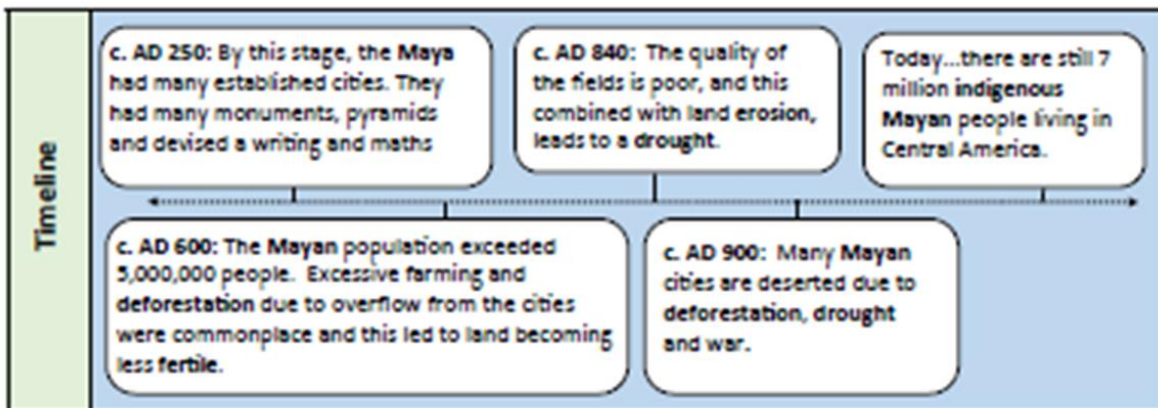 Timeline
c. AD 250: By this stage, the Maya
had many established cities. They
had many monuments, pyramids
and devised a writing and maths
c. AD 600: The Mayan population exceeded
5,000,000 people. Excessive farming and
deforestation due to overflow from the cities
were commonplace and this led to land becoming
less fertile.
c. AD 840: The quality of
the fields is poor, and this
combined with land erosion,
leads to a drought.
c. AD 900: Many Mayan
cities are deserted due to
deforestation, drought
and war.
Today...there are still 7
million indigenous
Mayan people living in
Central America.